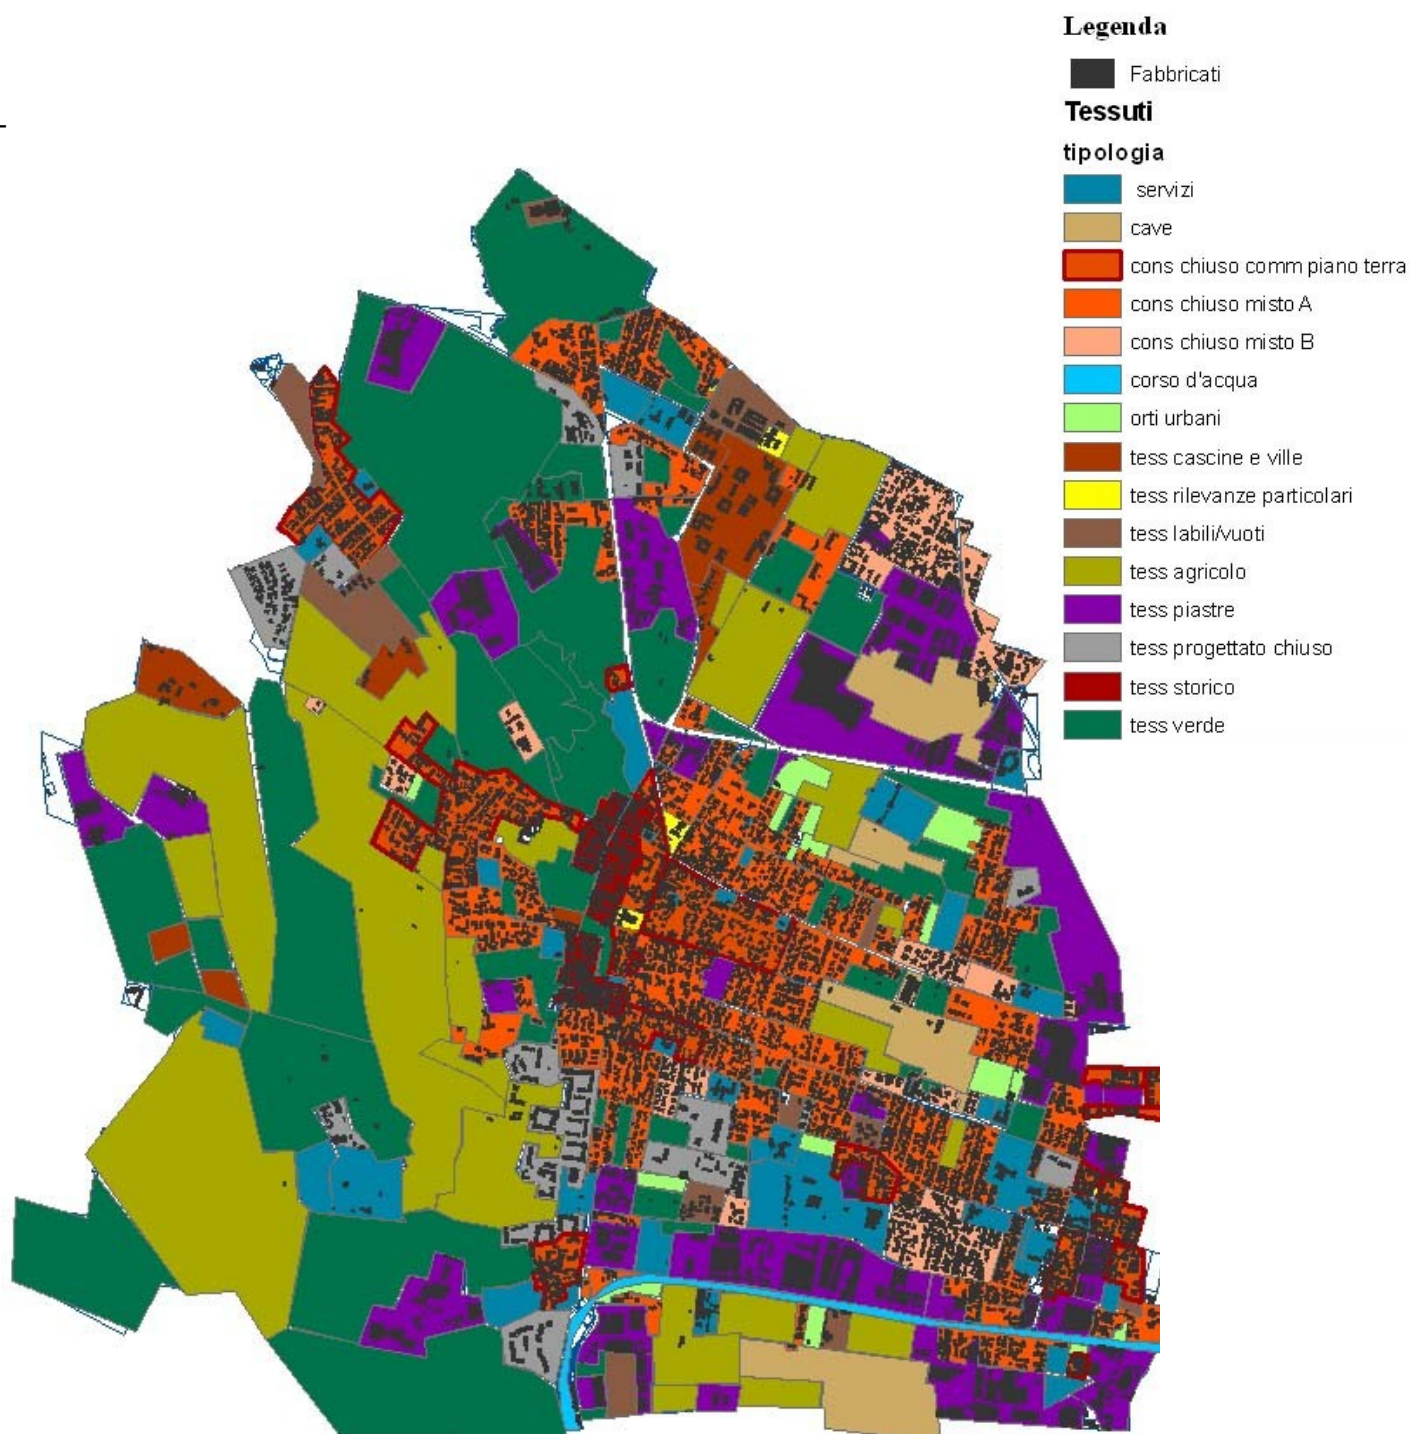 Legenda
Fabbricati
Tessuti
tipologia
servizi
cave
cons chiuso comm piano terra
cons chiuso misto A
cons chiuso misto B
corso d'acqua
orti urbani
tess cascine e ville
tess rilevanze particolari
tess labili/vuoti
tess agricolo
tess piastre
tess progettato chiuso
tess storico
tess verde